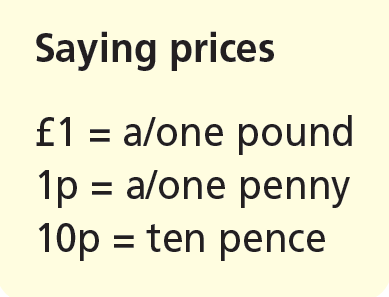 Saying prices
£1 = a/one pound
1p = a/one penny
10p = ten pence